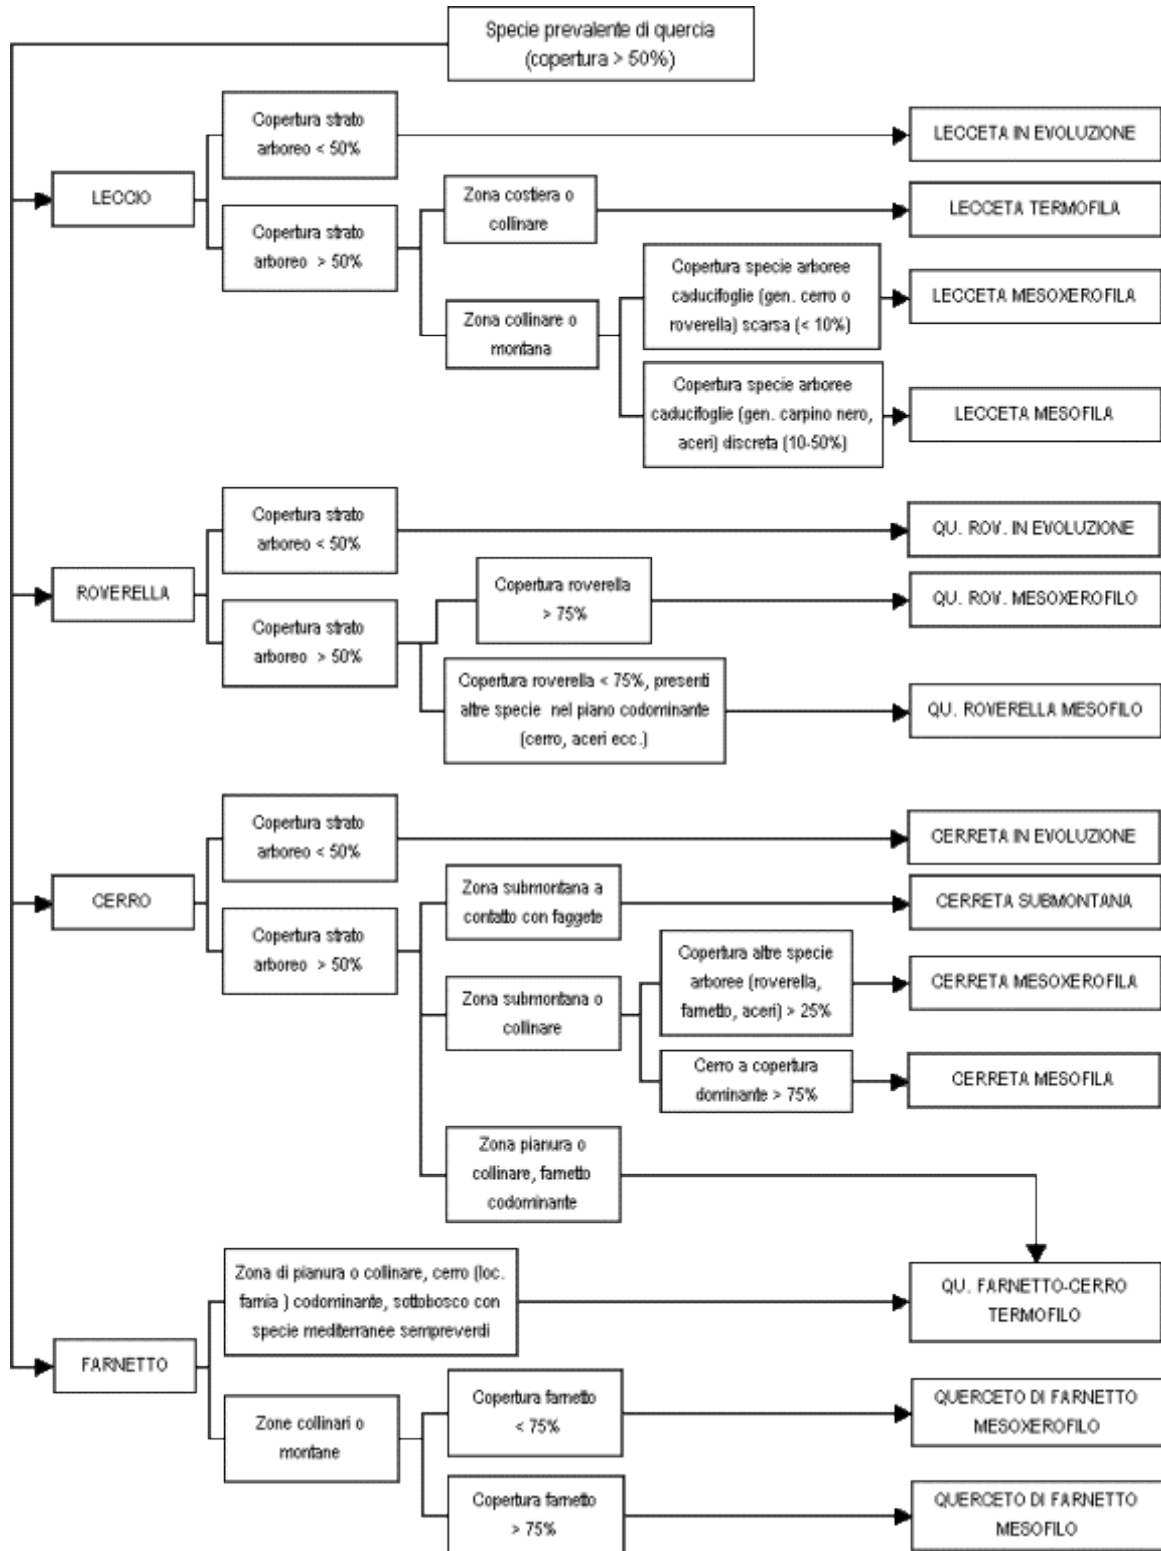 Specie prevalente di quercia
(copertura > 50%)
Copertura strato
arboreo < 50%
LECCETA IN EVOLUZIONE
LECCIO
Copertura strato
arboreo > 50%
Zona costiera o
collinare
LECCETA TERMOFILA
Zona collinare o
montana
Copertura specie arboree
caducifoglie (gen. cerro o
roverella) scarsa (< 10%)
LECCETA MESOXEROFILA
Copertura specie arboree
caducifoglie (gen. carpino nero,
aceri) discreta (10-50%)
LECCETA MESOFILA
Copertura strato
arboreo < 50%
QU. ROV. IN EVOLUZIONE
ROVERELLA
Copertura strato
arboreo > 50%
Copertura roverella
> 75%
QU. ROV. MESOXEROFILO
Copertura roverella < 75%, presenti
altre specie nel piano codominante
(cerro, aceri ecc.)
QU. ROVERELLA MESOFILO
Copertura strato
arboreo < 50%
CERRETA IN EVOLUZIONE
CERRO
Copertura strato
arboreo > 50%
Zona submontana a
contatto con faggete
CERRETA SUBMONTANA
Zona submontana o
collinare
Copertura altre specie
arboree (roverella,
farnetto, aceri) > 25%
CERRETA MESOXEROFILA
Cerro a copertura
dominante > 75%
CERRETA MESOFILA
Zona pianura o
collinare, farnetto
codominante
Zona di pianura o collinare, cerro (loc.
farnia ) codominante, sottobosco con
specie mediterranee sempreverdi
QU. FARNETTO-CERRO
TERMOFILO
FARNETTO
Zone collinari o
montane
Copertura farnetto
< 75%
QUERCETO DI FARNETTO
MESOXEROFILO
Copertura farnetto
> 75%
QUERCETO DI FARNETTO
MESOFILO